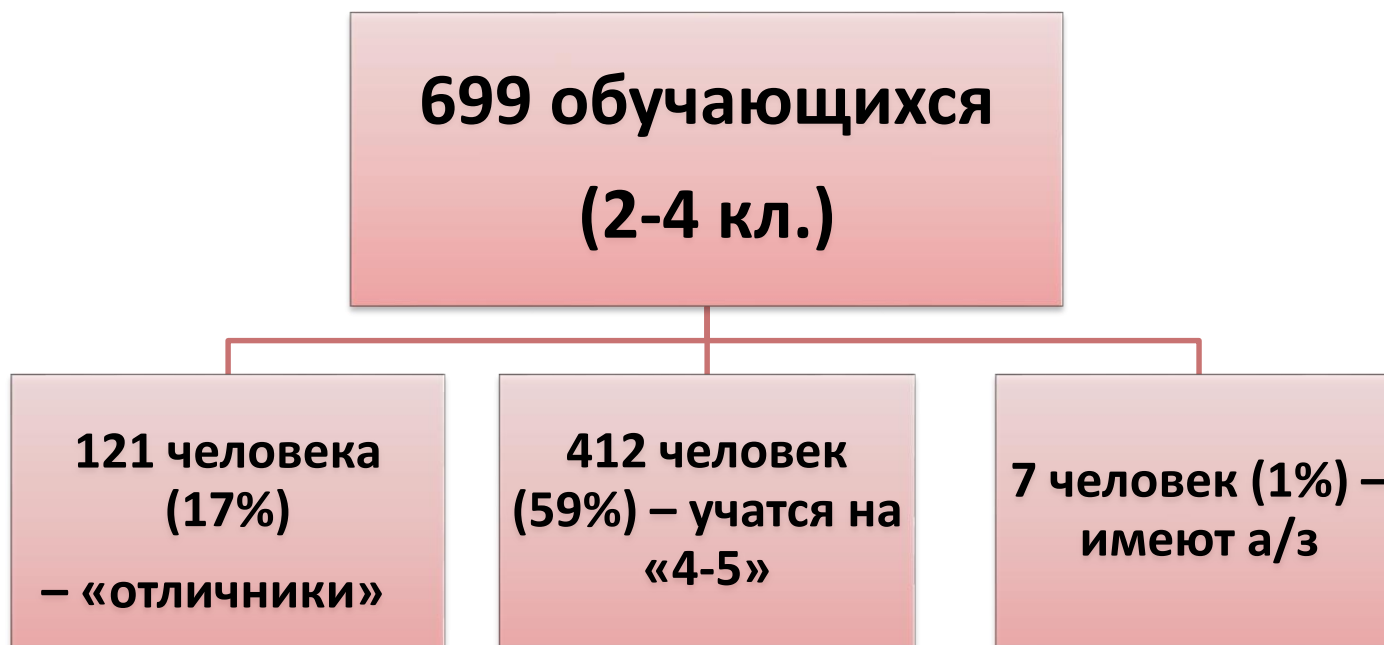 699 обучающихся
(2-4 кл.)
121 человека
(17%)
– «отличники»
412 человек
(59%) – учатся на
«4-5»
7 человек (1%) –
имеют а/з